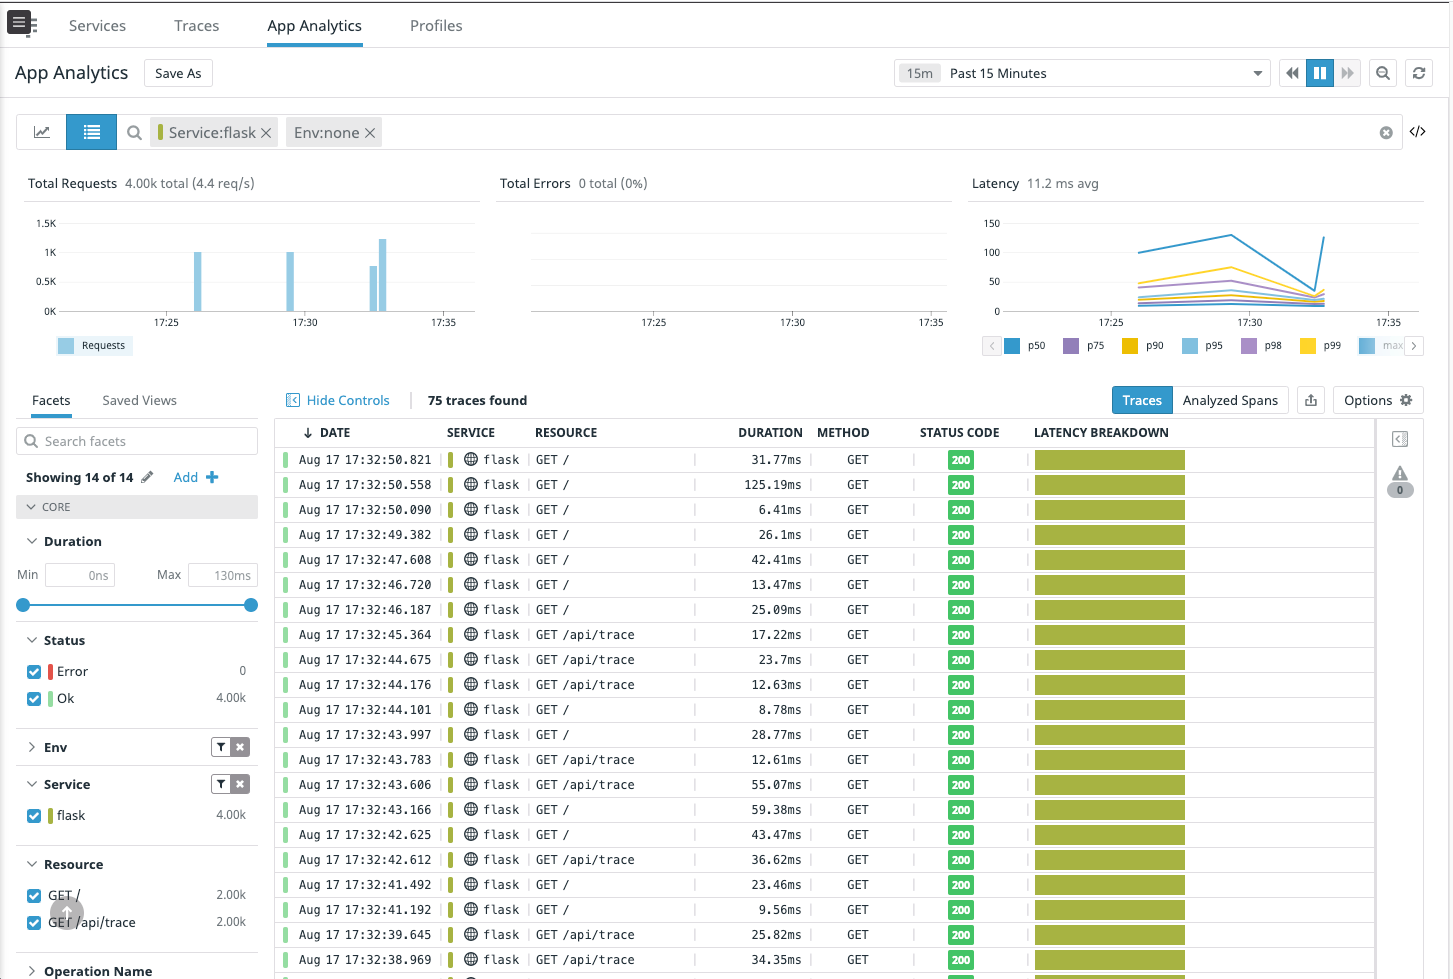 Services Traces App Analytics Profiles
App Analytics Save As 15m Past 15 Minutes
Service:flask Env:none </>
Total Requests 4.00k total (4.4 req/s)
1.5K
1K
0.5K
0K
17:25 17:30 17:35
Requests
Total Errors 0 total (0%)
17:25 17:30 17:35
Latency 11.2 ms avg
150
100
50
0
17:25 17:30 17:35
p50 p75 p90 p95 p98 p99 max
Facets Saved Views
Search facets
Showing 14 of 14 Add
CORE
Duration
Min 0ns Max 130ms
Status
Error 0
Ok 4.00k
Env
Service
flask 4.00k
Resource
GET / 2.00k
GET /api/trace 2.00k
Operation Name
Hide Controls 75 traces found Traces Analyzed Spans Options
DATE SERVICE RESOURCE DURATION METHOD STATUS CODE LATENCY BREAKDOWN
Aug 17 17:32:50.821 flask GET / 31.77ms GET 200
Aug 17 17:32:50.558 flask GET / 125.19ms GET 200
Aug 17 17:32:50.090 flask GET / 6.41ms GET 200
Aug 17 17:32:49.382 flask GET / 26.1ms GET 200
Aug 17 17:32:47.608 flask GET / 42.41ms GET 200
Aug 17 17:32:46.720 flask GET / 13.47ms GET 200
Aug 17 17:32:46.187 flask GET / 25.09ms GET 200
Aug 17 17:32:45.364 flask GET /api/trace 17.22ms GET 200
Aug 17 17:32:44.675 flask GET /api/trace 23.7ms GET 200
Aug 17 17:32:44.176 flask GET /api/trace 12.63ms GET 200
Aug 17 17:32:44.101 flask GET / 8.78ms GET 200
Aug 17 17:32:43.997 flask GET / 28.77ms GET 200
Aug 17 17:32:43.783 flask GET /api/trace 12.61ms GET 200
Aug 17 17:32:43.606 flask GET /api/trace 55.07ms GET 200
Aug 17 17:32:43.166 flask GET / 59.38ms GET 200
Aug 17 17:32:42.625 flask GET / 43.47ms GET 200
Aug 17 17:32:42.612 flask GET /api/trace 36.62ms GET 200
Aug 17 17:32:41.492 flask GET / 23.46ms GET 200
Aug 17 17:32:41.192 flask GET / 9.56ms GET 200
Aug 17 17:32:39.645 flask GET /api/trace 25.82ms GET 200
Aug 17 17:32:38.969 flask GET /api/trace 34.35ms GET 200
0